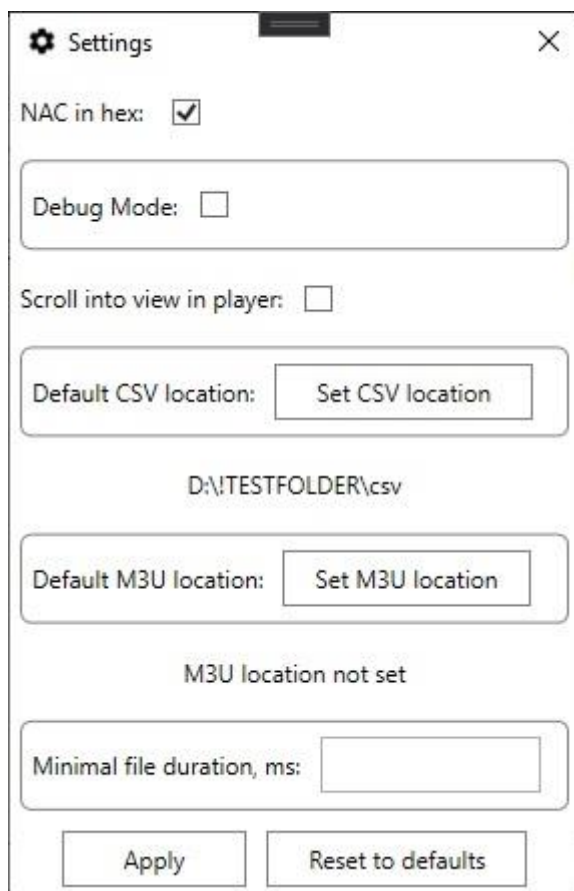 Settings
NAC in hex:
Debug Mode:
Scroll into view in player:
Default CSV location: Set CSV location
D:\!TESTFOLDER\csv
Default M3U location: Set M3U location
M3U location not set
Minimal file duration, ms:
Apply Reset to defaults